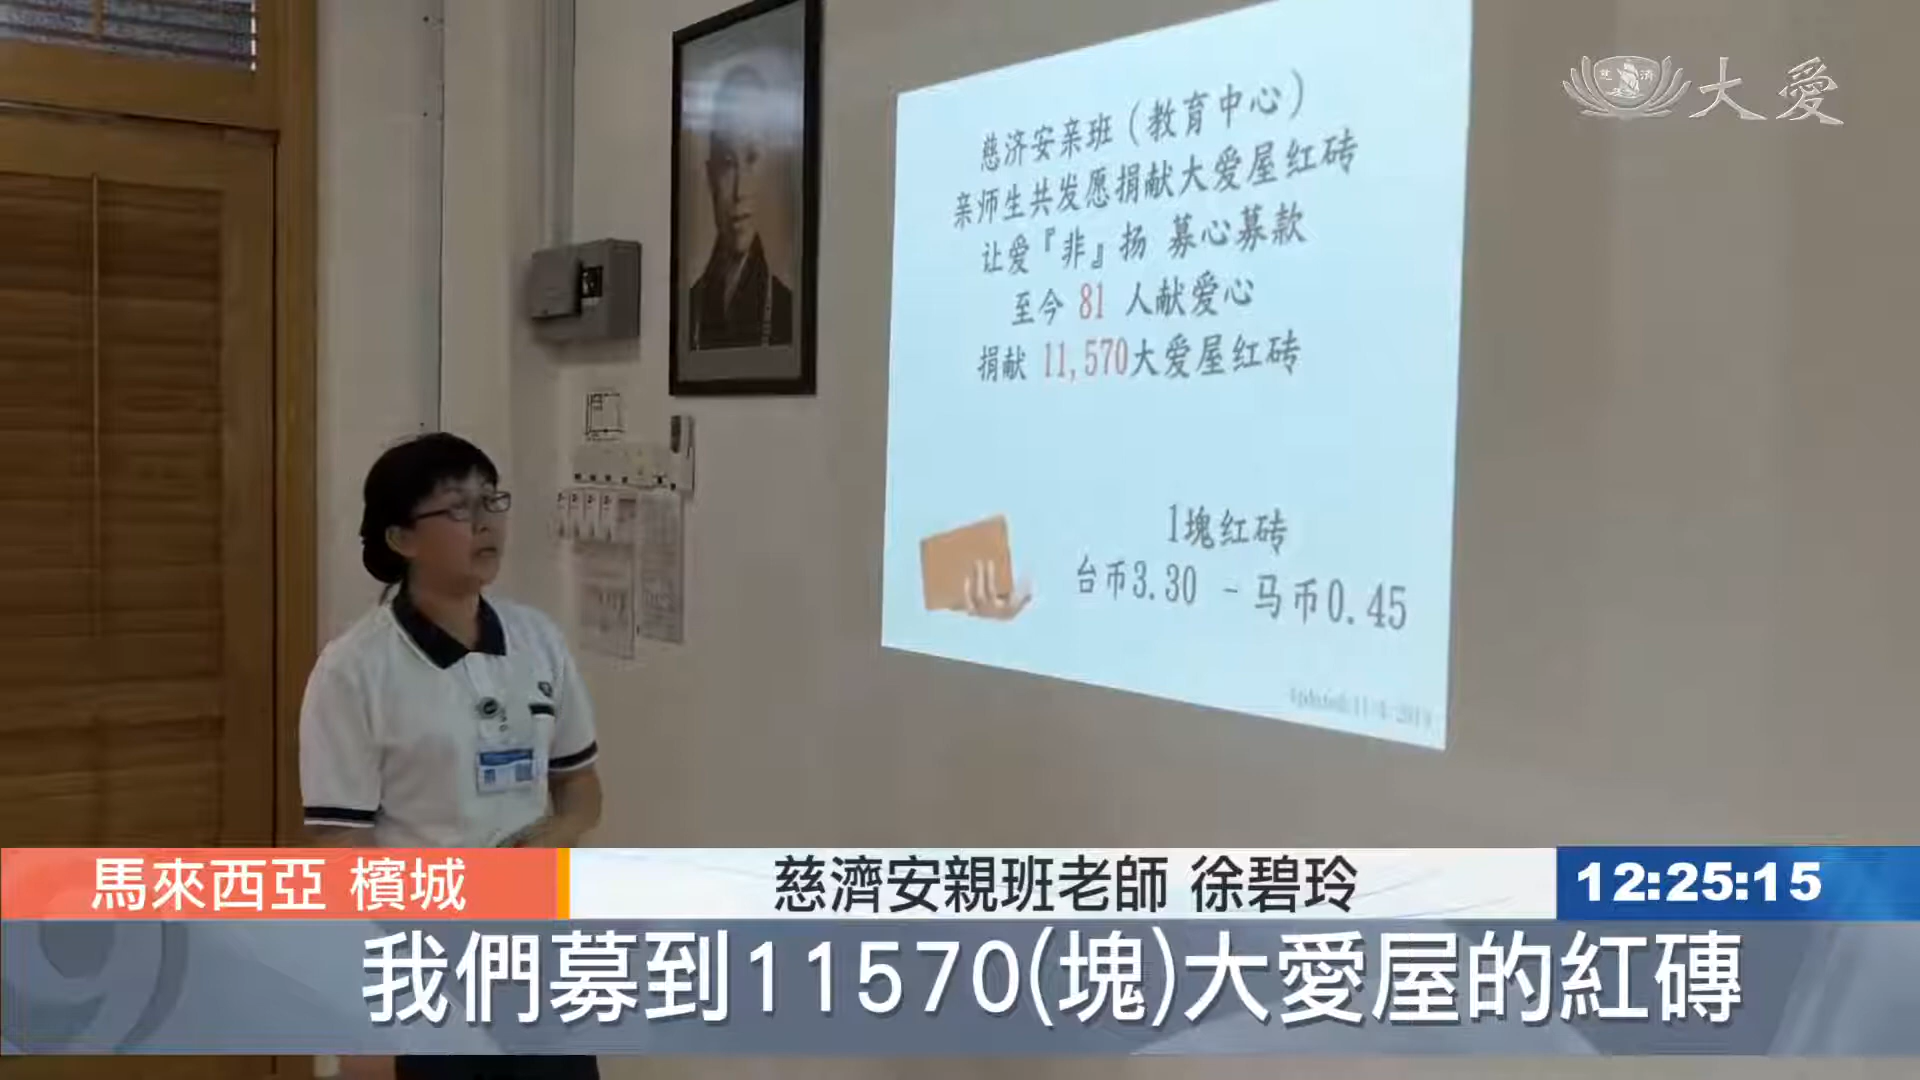 大愛
慈济安亲班（教育中心）
亲师生共发愿捐献大爱屋红砖
让爱『非』扬 募心募款
至今 81 人献爱心
捐献 11,570大爱屋红砖
1塊红砖
台币3.30 - 马币0.45
馬來西亞 檳城
慈濟安親班老師 徐碧玲
12:25:15
我們募到11570(塊)大愛屋的紅磚